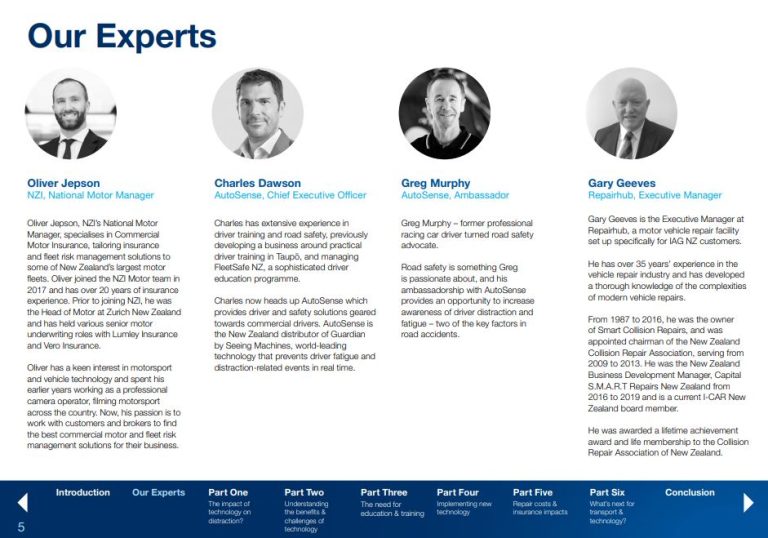 Our Experts
Oliver Jepson
NZI, National Motor Manager
Oliver Jepson, NZI's National Motor
Manager, specialises in Commercial
Motor Insurance, tailoring insurance
and fleet risk management solutions to
some of New Zealand's largest motor
fleets. Oliver joined the NZI Motor team in
2017 and has over 20 years of insurance
experience. Prior to joining NZI, he was
the Head of Motor at Zurich New Zealand
and has held various senior motor
underwriting roles with Lumley Insurance
and Vero Insurance.
Oliver has a keen interest in motorsport
and vehicle technology and spent his
earlier years working as a professional
camera operator, filming motorsport
across the country. Now, his passion is to
work with customers and brokers to find
the best commercial motor and fleet risk
management solutions for their business.
Charles Dawson
AutoSense, Chief Executive Officer
Charles has extensive experience in
driver training and road safety, previously
developing a business around practical
driver training in Taupō, and managing
FleetSafe NZ, a sophisticated driver
education programme.
Charles now heads up AutoSense which
provides driver and safety solutions geared
towards commercial drivers. AutoSense is
the New Zealand distributor of Guardian
by Seeing Machines, world-leading
technology that prevents driver fatigue and
distraction-related events in real time.
Greg Murphy
AutoSense, Ambassador
Greg Murphy – former professional
racing car driver turned road safety
advocate.
Road safety is something Greg
is passionate about, and his
ambassadorship with AutoSense
provides an opportunity to increase
awareness of driver distraction and
fatigue – two of the key factors in
road accidents.
Gary Geeves
Repairhub, Executive Manager
Gary Geeves is the Executive Manager at
Repairhub, a motor vehicle repair facility
set up specifically for IAG NZ customers.
He has over 35 years' experience in the
vehicle repair industry and has developed
a thorough knowledge of the complexities
of modern vehicle repairs.
From 1987 to 2016, he was the owner
of Smart Collision Repairs, and was
appointed chairman of the New Zealand
Collision Repair Association, serving from
2009 to 2013. He was the New Zealand
Business Development Manager, Capital
S.M.A.R.T Repairs New Zealand from
2016 to 2019 and is a current I-CAR New
Zealand board member.
He was awarded a lifetime achievement
award and life membership to the Collision
Repair Association of New Zealand.
5
Introduction
Our Experts
Part One
The impact of
technology on
distraction?
Part Two
Understanding
the benefits &
challenges of
technology
Part Three
The need for
education & training
Part Four
Implementing new
technology
Part Five
Repair costs &
insurance impacts
Part Six
What's next for
transport &
technology?
Conclusion